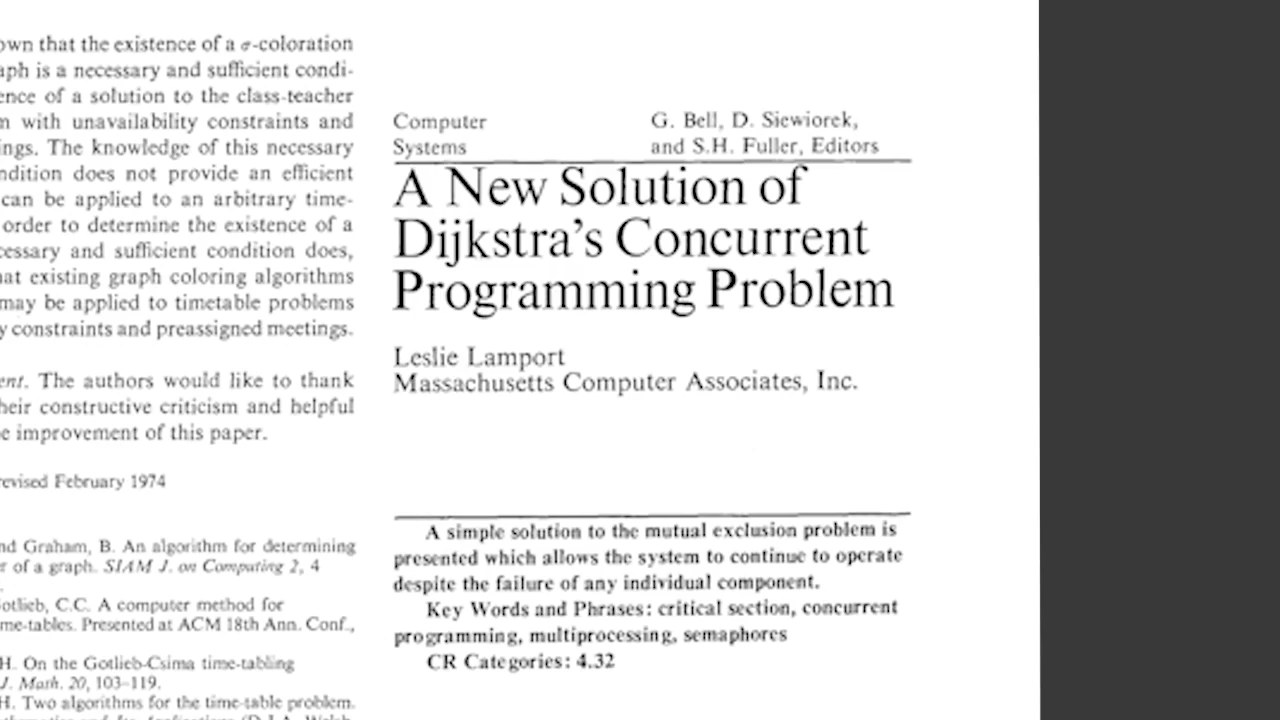 own that the existence of a σ-coloration
aph is a necessary and sufficient condi-
ence of a solution to the class-teacher
m with unavailability constraints and
ings. The knowledge of this necessary
ndition does not provide an efficient
can be applied to an arbitrary time-
order to determine the existence of a
cessary and sufficient condition does,
hat existing graph coloring algorithms
may be applied to timetable problems
y constraints and preassigned meetings.
ent. The authors would like to thank
heir constructive criticism and helpful
e improvement of this paper.
revised February 1974
nd Graham, B. An algorithm for determining
r of a graph. SIAM J. on Computing 2, 4
otlieb, C.C. A computer method for
me-tables. Presented at ACM 18th Ann. Conf.,
H. On the Gotlieb-Csima time-tabling
J. Math. 20, 103–119.
H. Two algorithms for the time-table problem.
Computer
Systems
G. Bell, D. Siewiorek,
and S.H. Fuller, Editors
A New Solution of
Dijkstra's Concurrent
Programming Problem
Leslie Lamport
Massachusetts Computer Associates, Inc.
A simple solution to the mutual exclusion problem is
presented which allows the system to continue to operate
despite the failure of any individual component.
Key Words and Phrases: critical section, concurrent
programming, multiprocessing, semaphores
CR Categories: 4.32